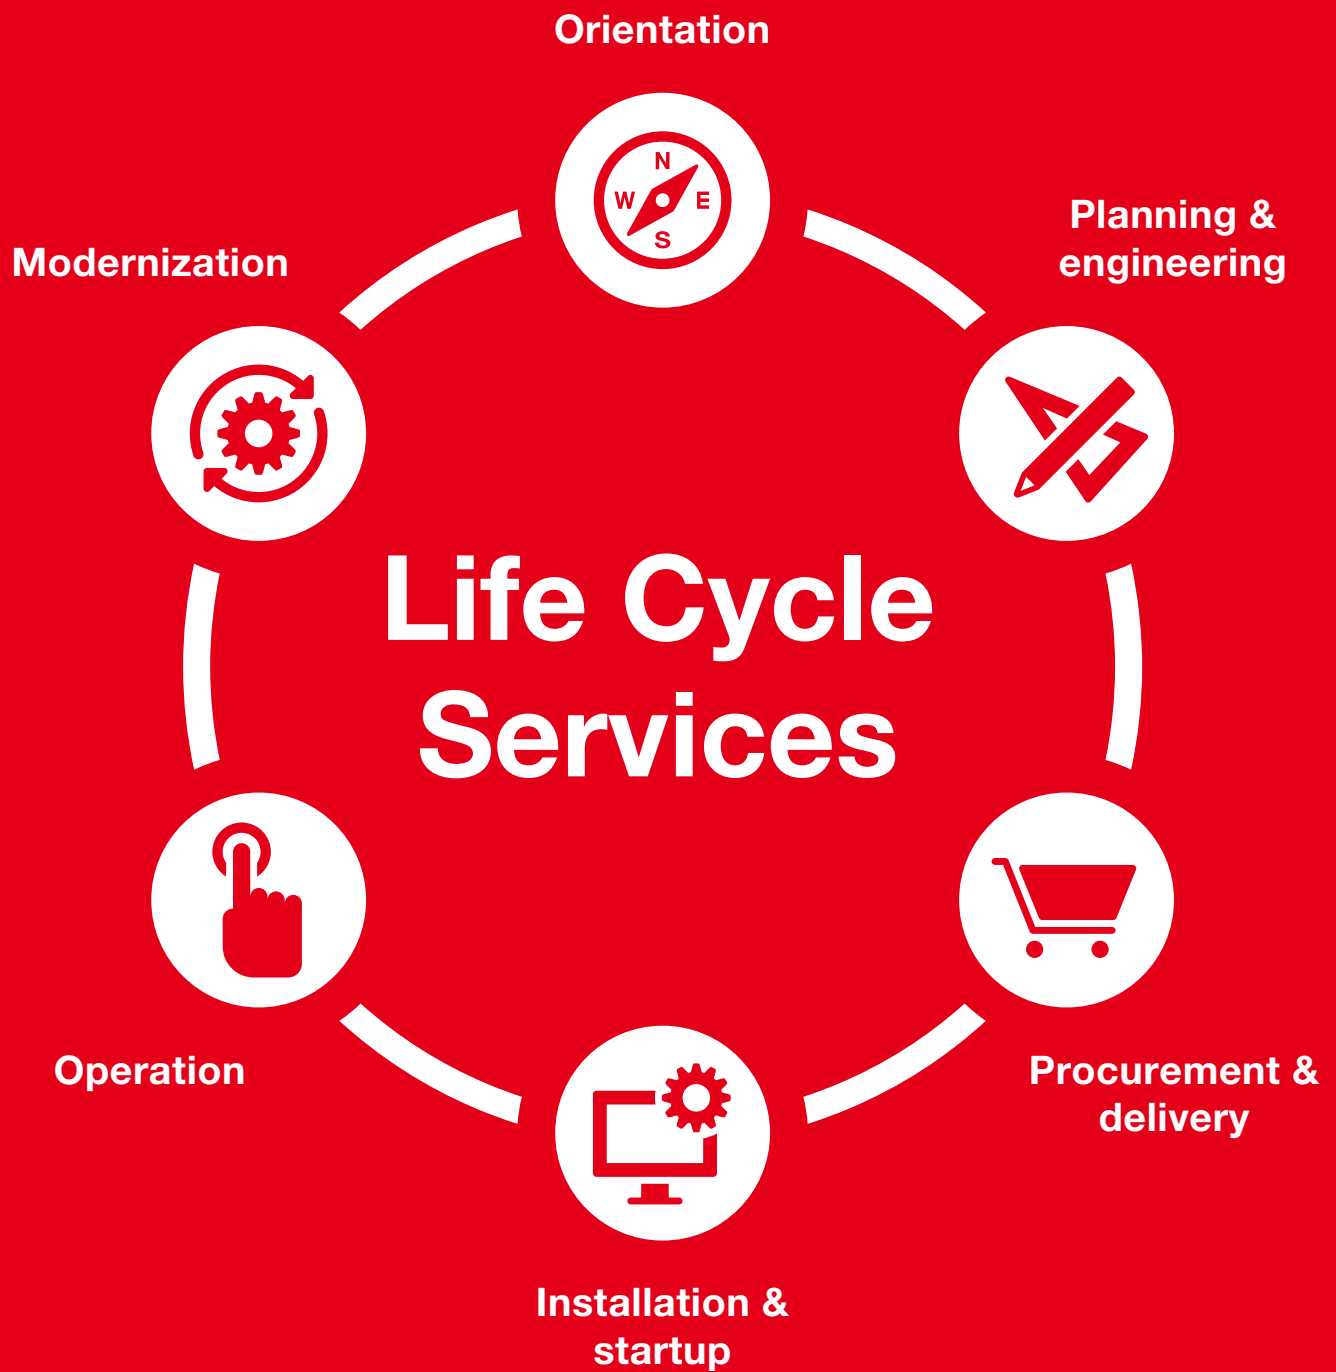 Orientation
N
W
E
S
Planning &
engineering
Modernization
Life Cycle
Services
Operation
Procurement &
delivery
Installation &
startup